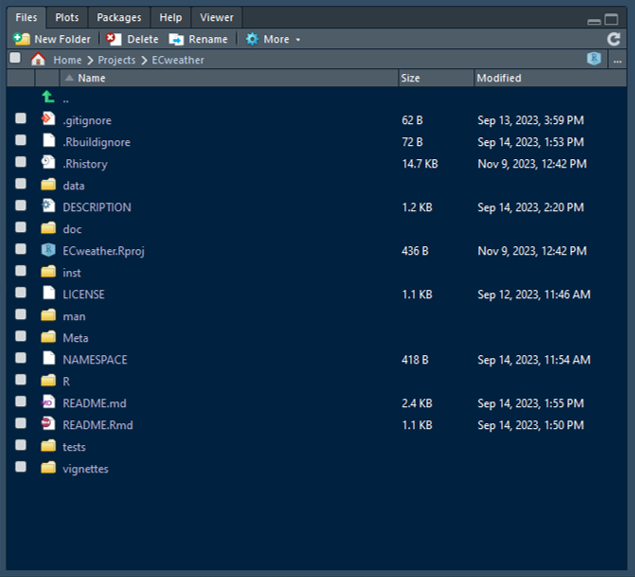 Files Plots Packages Help Viewer
New Folder Delete Rename More
Home Projects ECweather ...
Name Size Modified
..
.gitignore 62 B Sep 13, 2023, 3:59 PM
.Rbuildignore 72 B Sep 14, 2023, 1:53 PM
.Rhistory 14.7 KB Nov 9, 2023, 12:42 PM
data
DESCRIPTION 1.2 KB Sep 14, 2023, 2:20 PM
doc
ECweather.Rproj 436 B Nov 9, 2023, 12:42 PM
inst
LICENSE 1.1 KB Sep 12, 2023, 11:46 AM
man
Meta
NAMESPACE 418 B Sep 14, 2023, 11:54 AM
R
README.md 2.4 KB Sep 14, 2023, 1:55 PM
README.Rmd 1.1 KB Sep 14, 2023, 1:50 PM
tests
vignettes